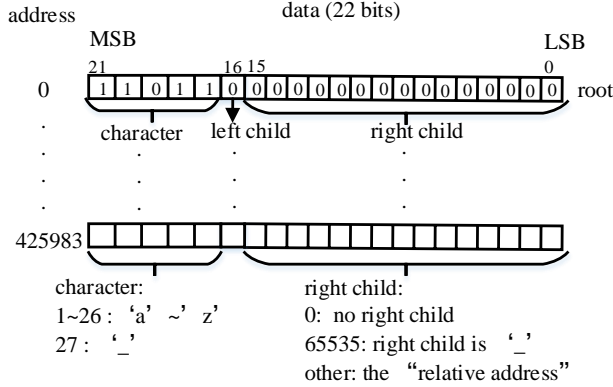 address data (22 bits)
MSB LSB
21 16 15 0
0 1 1 0 1 1 0 0 0 0 0 0 0 0 0 0 0 0 0 0 0 0 0 root
character left child right child
425983
character: right child:
1~26 : ‘a’ ~’ z’ 0: no right child
27 : ‘_’ 65535: right child is ‘_’
other: the “relative address”